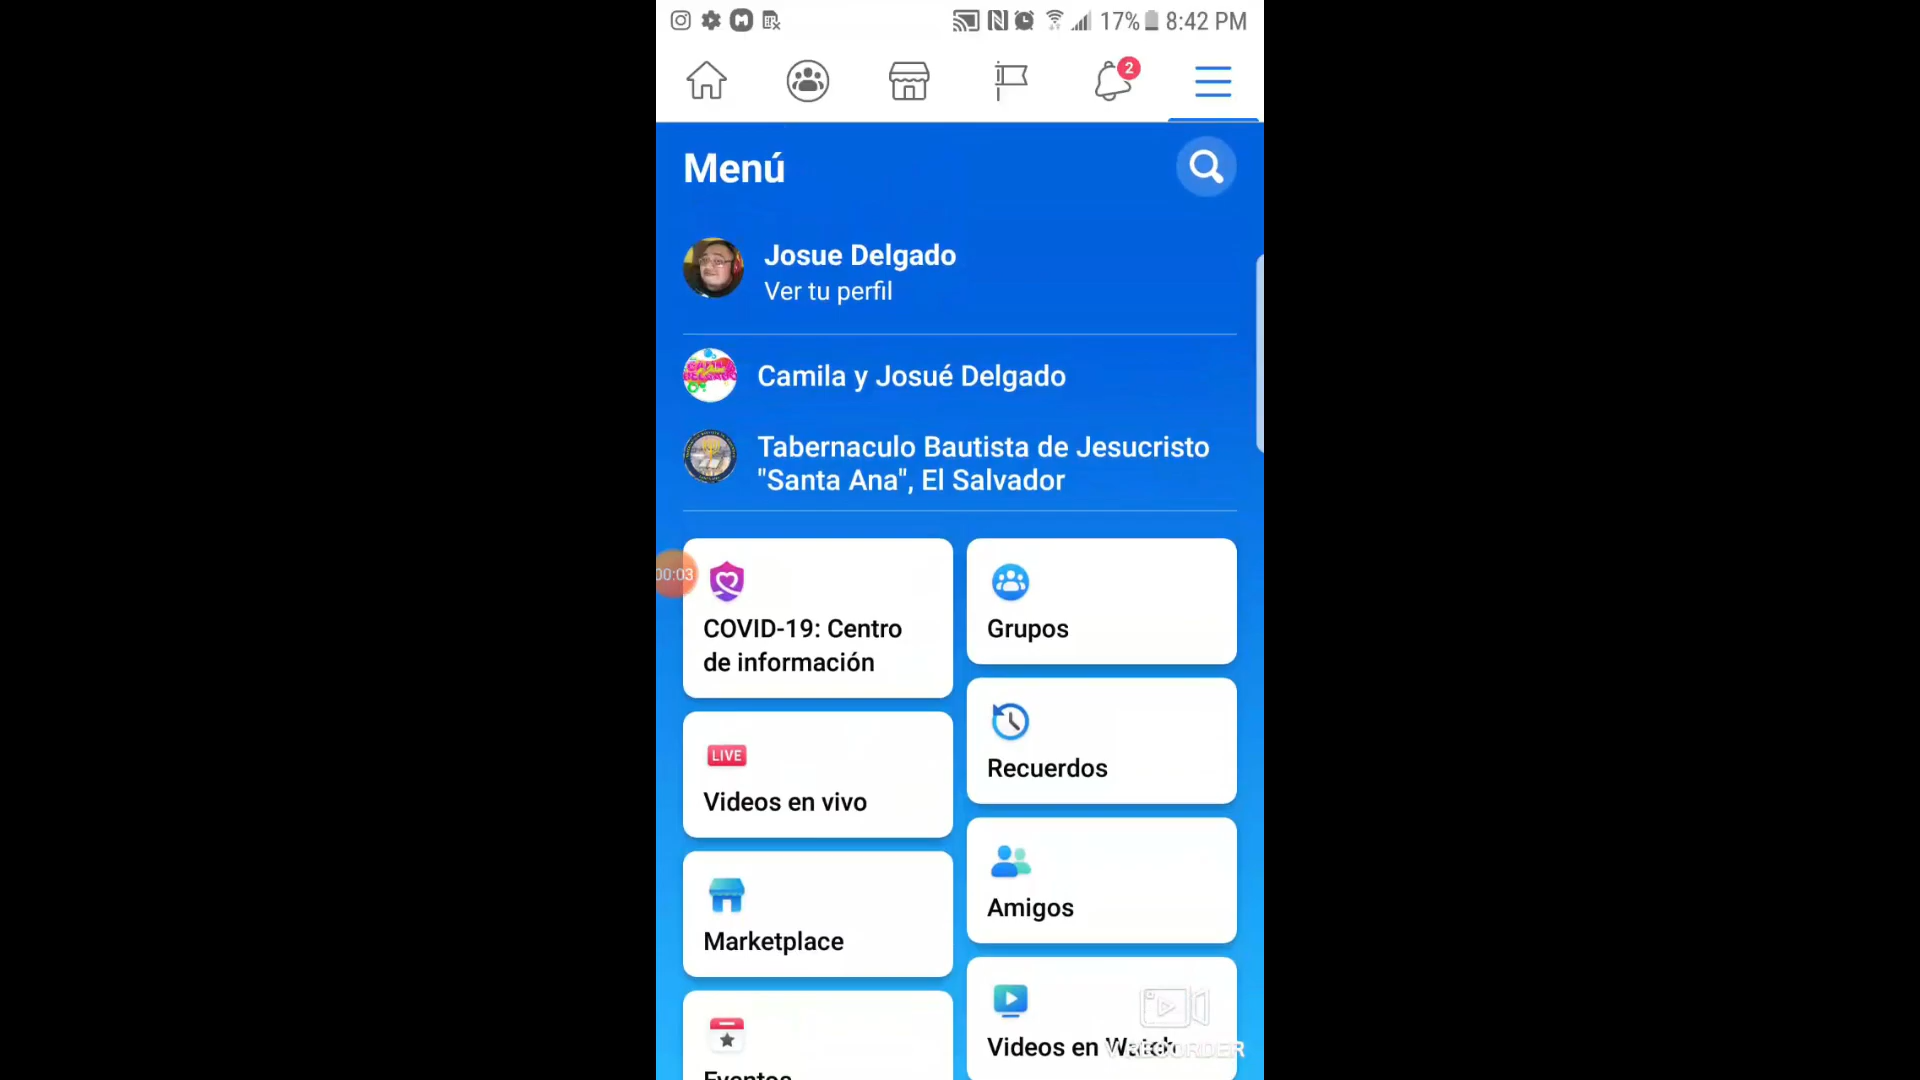 17% 8:42 PM
2
Menú
Josue Delgado
Ver tu perfil
Camila y Josué Delgado
Tabernaculo Bautista de Jesucristo
"Santa Ana", El Salvador
00:03
COVID-19: Centro
de información
Grupos
LIVE
Videos en vivo
Recuerdos
Marketplace
Amigos
Videos en Watch
Eventos